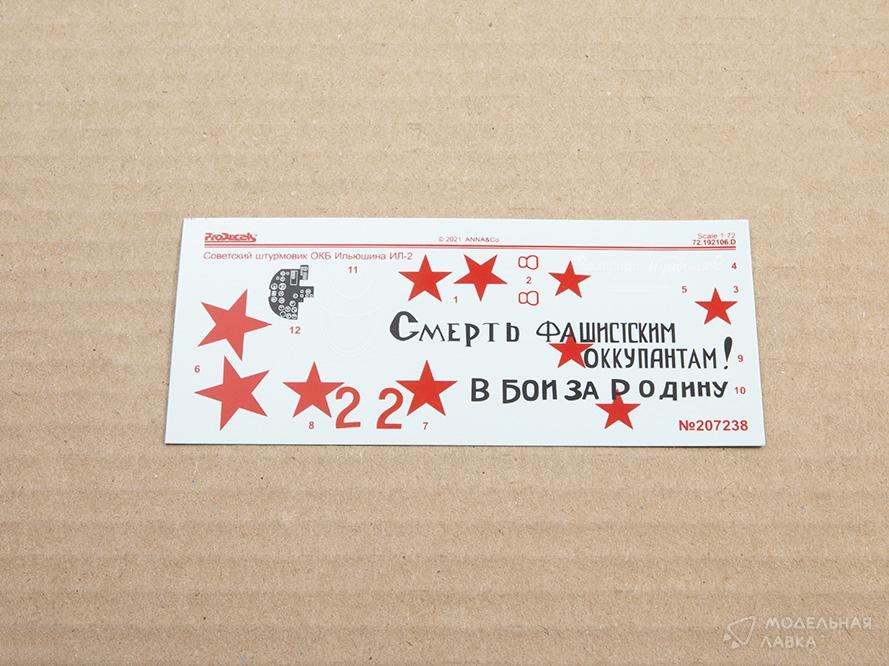 ProDecals
© 2021 ANNA&Co
Scale 1:72
72.192106.D
Советский штурмовик ОКБ Ильюшина ИЛ-2
11
4
1
2
5
3
12
СМЕРТЬ ФАШИСТСКИМ
ОККУПАНТАМ!
6
9
В БОЙ ЗА РОДИНУ
10
8
2 2
7
№207238
МОДЕЛЬНАЯ
ЛАВКА